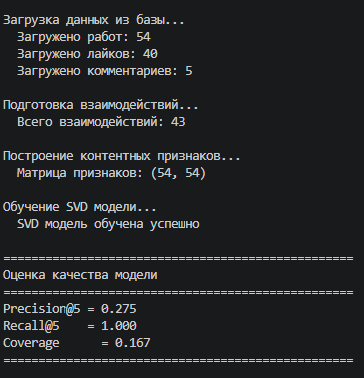 Загрузка данных из базы...
Загружено работ: 54
Загружено лайков: 40
Загружено комментариев: 5
Подготовка взаимодействий...
Всего взаимодействий: 43
Построение контентных признаков...
Матрица признаков: (54, 54)
Обучение SVD модели...
SVD модель обучена успешно
==================================================
Оценка качества модели
==================================================
Precision@5 = 0.275
Recall@5    = 1.000
Coverage      = 0.167
==================================================